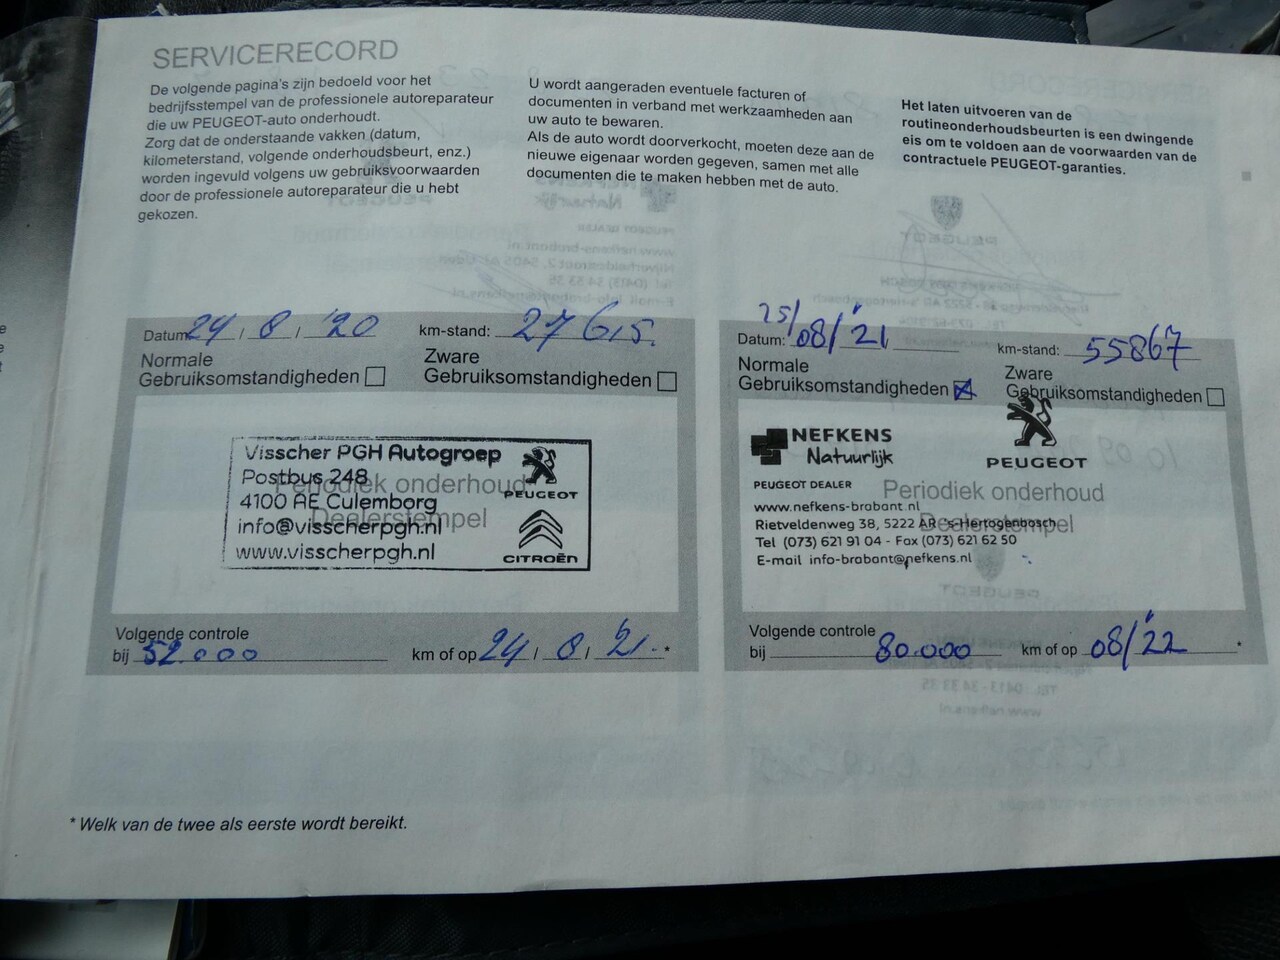 SERVICERECORD
De volgende pagina's zijn bedoeld voor het
bedrijfsstempel van de professionele autoreparateur
die uw PEUGEOT-auto onderhoudt.
Zorg dat de onderstaande vakken (datum,
kilometerstand, volgende onderhoudsbeurt, enz.)
worden ingevuld volgens uw gebruiksvoorwaarden
door de professionele autoreparateur die u hebt
gekozen.
U wordt aangeraden eventuele facturen of
documenten in verband met werkzaamheden aan
uw auto te bewaren.
Als de auto wordt doorverkocht, moeten deze aan de
nieuwe eigenaar worden gegeven, samen met alle
documenten die te maken hebben met de auto.
Het laten uitvoeren van de
routineonderhoudsbeurten is een dwingende
eis om te voldoen aan de voorwaarden van de
contractuele PEUGEOT-garanties.
Datum: 24 / 8 / '20 km-stand: 27 615.
Normale
Gebruiksomstandigheden
Zware
Gebruiksomstandigheden
Visscher PGH Autogroep
Postbus 248
4100 AE Culemborg
info@visscherpgh.nl
www.visscherpgh.nl
PEUGEOT
CITROËN
Periodiek onderhoud
Dealerstempel
Volgende controle
bij 52.000 km of op 24 / 8 / '21. *
25/
Datum: 08/'21 km-stand: 55867
Normale
Gebruiksomstandigheden
Zware
Gebruiksomstandigheden
NEFKENS
Natuurlijk
PEUGEOT
PEUGEOT DEALER
www.nefkens-brabant.nl
Rietveldenweg 38, 5222 AR 's-Hertogenbosch
Tel (073) 621 91 04 - Fax (073) 621 62 50
E-mail info-brabant@nefkens.nl
Periodiek onderhoud
Dealerstempel
Volgende controle
bij 80.000 km of op 08/'22 *
* Welk van de twee als eerste wordt bereikt.